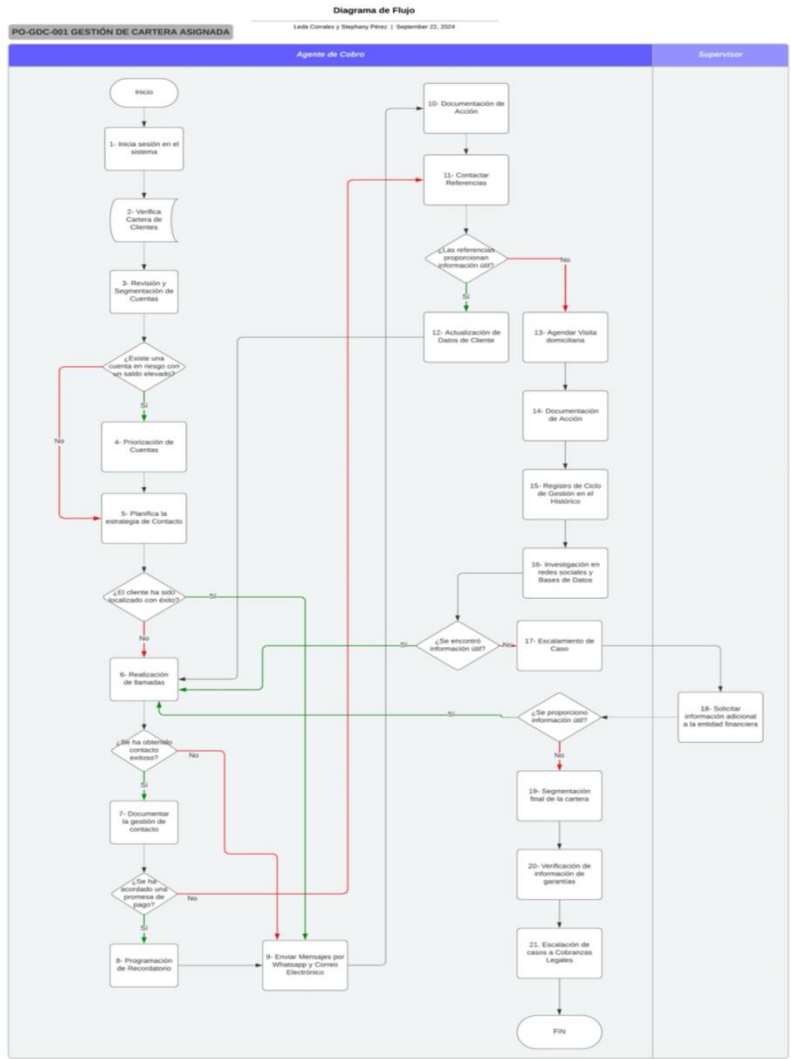 Diagrama de Flujo
Leda Corrales y Stephany Pérez | September 22, 2024
PO-GDC-001 GESTIÓN DE CARTERA ASIGNADA
Agente de Cobro
Supervisor
Inicio
1- Inicia sesión en el
sistema
2- Verifica
Cartera de
Clientes
3- Revisión y
Segmentación de
Cuentas
¿Existe una
cuenta en riesgo con
un saldo elevado?
No
Sí
4- Priorización de
Cuentas
5- Planifica la
estrategia de Contacto
¿El cliente ha sido
localizado con éxito?
Sí
No
6- Realización
de llamadas
¿Se ha obtenido
contacto
exitoso?
No
Sí
7- Documentar
la gestión de
contacto
¿Se ha
acordado una
promesa de
pago?
No
Sí
8- Programación
de Recordatorio
9- Enviar Mensajes por
Whatsapp y Correo
Electrónico
10- Documentación de
Acción
11- Contactar
Referencias
¿Las referencias
proporcionan
información útil?
No
Sí
12- Actualización de
Datos de Cliente
13- Agendar Visita
domiciliaria
14- Documentación
de Acción
15- Registro de Ciclo
de Gestión en el
Histórico
16- Investigación en
redes sociales y
Bases de Datos
¿Se encontró
información útil?
Sí
No
17- Escalamiento de
Caso
18- Solicitar
información adicional
a la entidad financiera
¿Se proporciono
información útil?
Sí
No
19- Segmentación
final de la cartera
20- Verificación de
información de
garantías
21. Escalación de
casos a Cobranzas
Legales
FIN